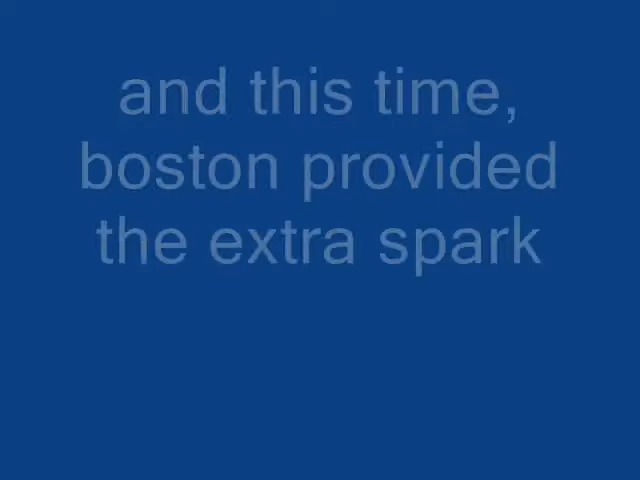 and this time,
boston provided
the extra spark